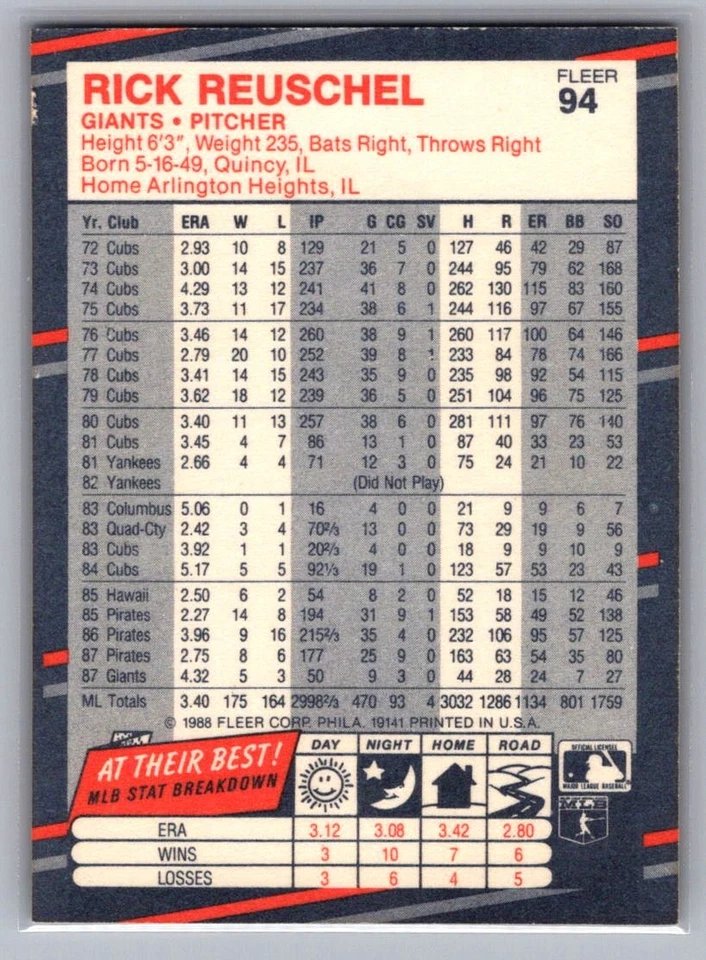 RICK REUSCHEL
FLEER
94
GIANTS • PITCHER
Height 6'3", Weight 235, Bats Right, Throws Right
Born 5-16-49, Quincy, IL
Home Arlington Heights, IL
Yr. Club ERA W L IP G CG SV H R ER BB SO
72 Cubs 2.93 10 8 129 21 5 0 127 46 42 29 87
73 Cubs 3.00 14 15 237 36 7 0 244 95 79 62 168
74 Cubs 4.29 13 12 241 41 8 0 262 130 115 83 160
75 Cubs 3.73 11 17 234 38 6 1 244 116 97 67 155
76 Cubs 3.46 14 12 260 38 9 1 260 117 100 64 146
77 Cubs 2.79 20 10 252 39 8 1 233 84 78 74 166
78 Cubs 3.41 14 15 243 35 9 0 235 98 92 54 115
79 Cubs 3.62 18 12 239 36 5 0 251 104 96 75 125
80 Cubs 3.40 11 13 257 38 6 0 281 111 97 76 140
81 Cubs 3.45 4 7 86 13 1 0 87 40 33 23 53
81 Yankees 2.66 4 4 71 12 3 0 75 24 21 10 22
82 Yankees (Did Not Play)
83 Columbus 5.06 0 1 16 4 0 0 21 9 9 6 7
83 Quad-Cty 2.42 3 4 70⅔ 13 0 0 73 29 19 9 56
83 Cubs 3.92 1 1 20⅔ 4 0 0 18 9 9 10 9
84 Cubs 5.17 5 5 92⅓ 19 1 0 123 57 53 23 43
85 Hawaii 2.50 6 2 54 8 2 0 52 18 15 12 46
85 Pirates 2.27 14 8 194 31 9 1 153 58 49 52 138
86 Pirates 3.96 9 16 215⅔ 35 4 0 232 106 95 57 125
87 Pirates 2.75 8 6 177 25 9 0 163 63 54 35 80
87 Giants 4.32 5 3 50 9 3 0 44 28 24 7 27
ML Totals 3.40 175 164 2998⅔ 470 93 4 3032 1286 1134 801 1759
© 1988 FLEER CORP. PHILA. 19141 PRINTED IN U.S.A.
AT THEIR BEST!
MLB STAT BREAKDOWN
DAY NIGHT HOME ROAD
ERA 3.12 3.08 3.42 2.80
WINS 3 10 7 6
LOSSES 3 6 4 5
OFFICIAL LICENSEE
MAJOR LEAGUE BASEBALL
MLB